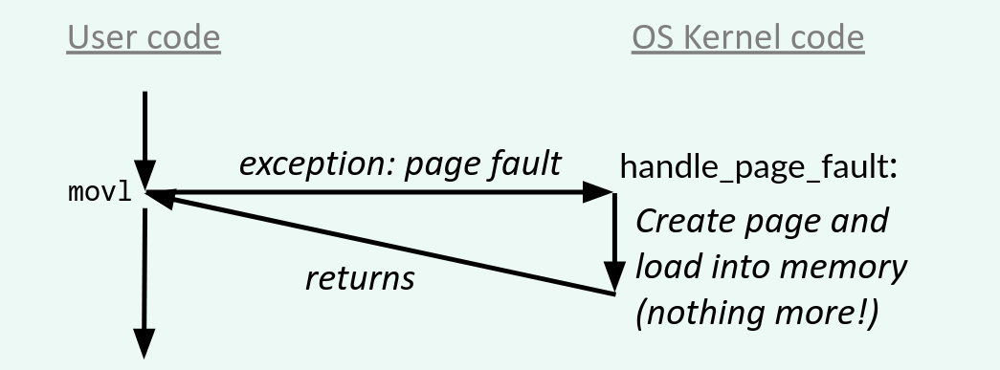 User code
OS Kernel code
exception: page fault
handle_page_fault:
movl
Create page and
load into memory
(nothing more!)
returns